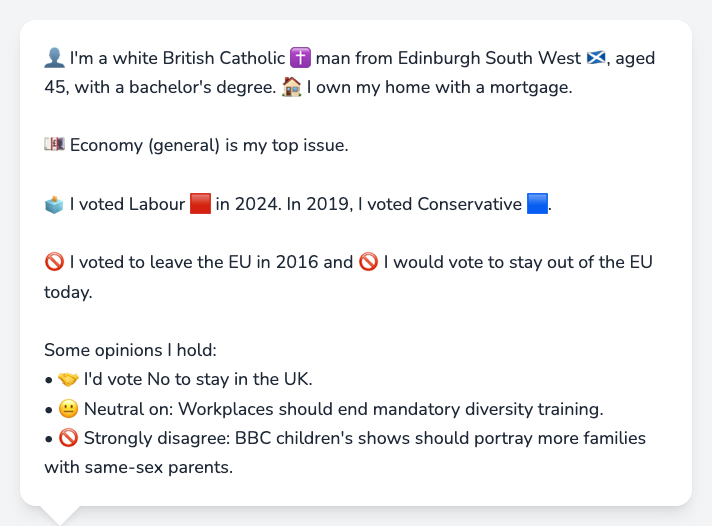 👤 I'm a white British Catholic ✝️ man from Edinburgh South West 🏴󠁧󠁢󠁳󠁣󠁴󠁿, aged
45, with a bachelor's degree. 🏠 I own my home with a mortgage.
💷 Economy (general) is my top issue.
🗳️ I voted Labour 🟥 in 2024. In 2019, I voted Conservative 🟦.
🚫 I voted to leave the EU in 2016 and 🚫 I would vote to stay out of the EU
today.
Some opinions I hold:
• 🤝 I'd vote No to stay in the UK.
• 😐 Neutral on: Workplaces should end mandatory diversity training.
• 🚫 Strongly disagree: BBC children's shows should portray more families
with same-sex parents.